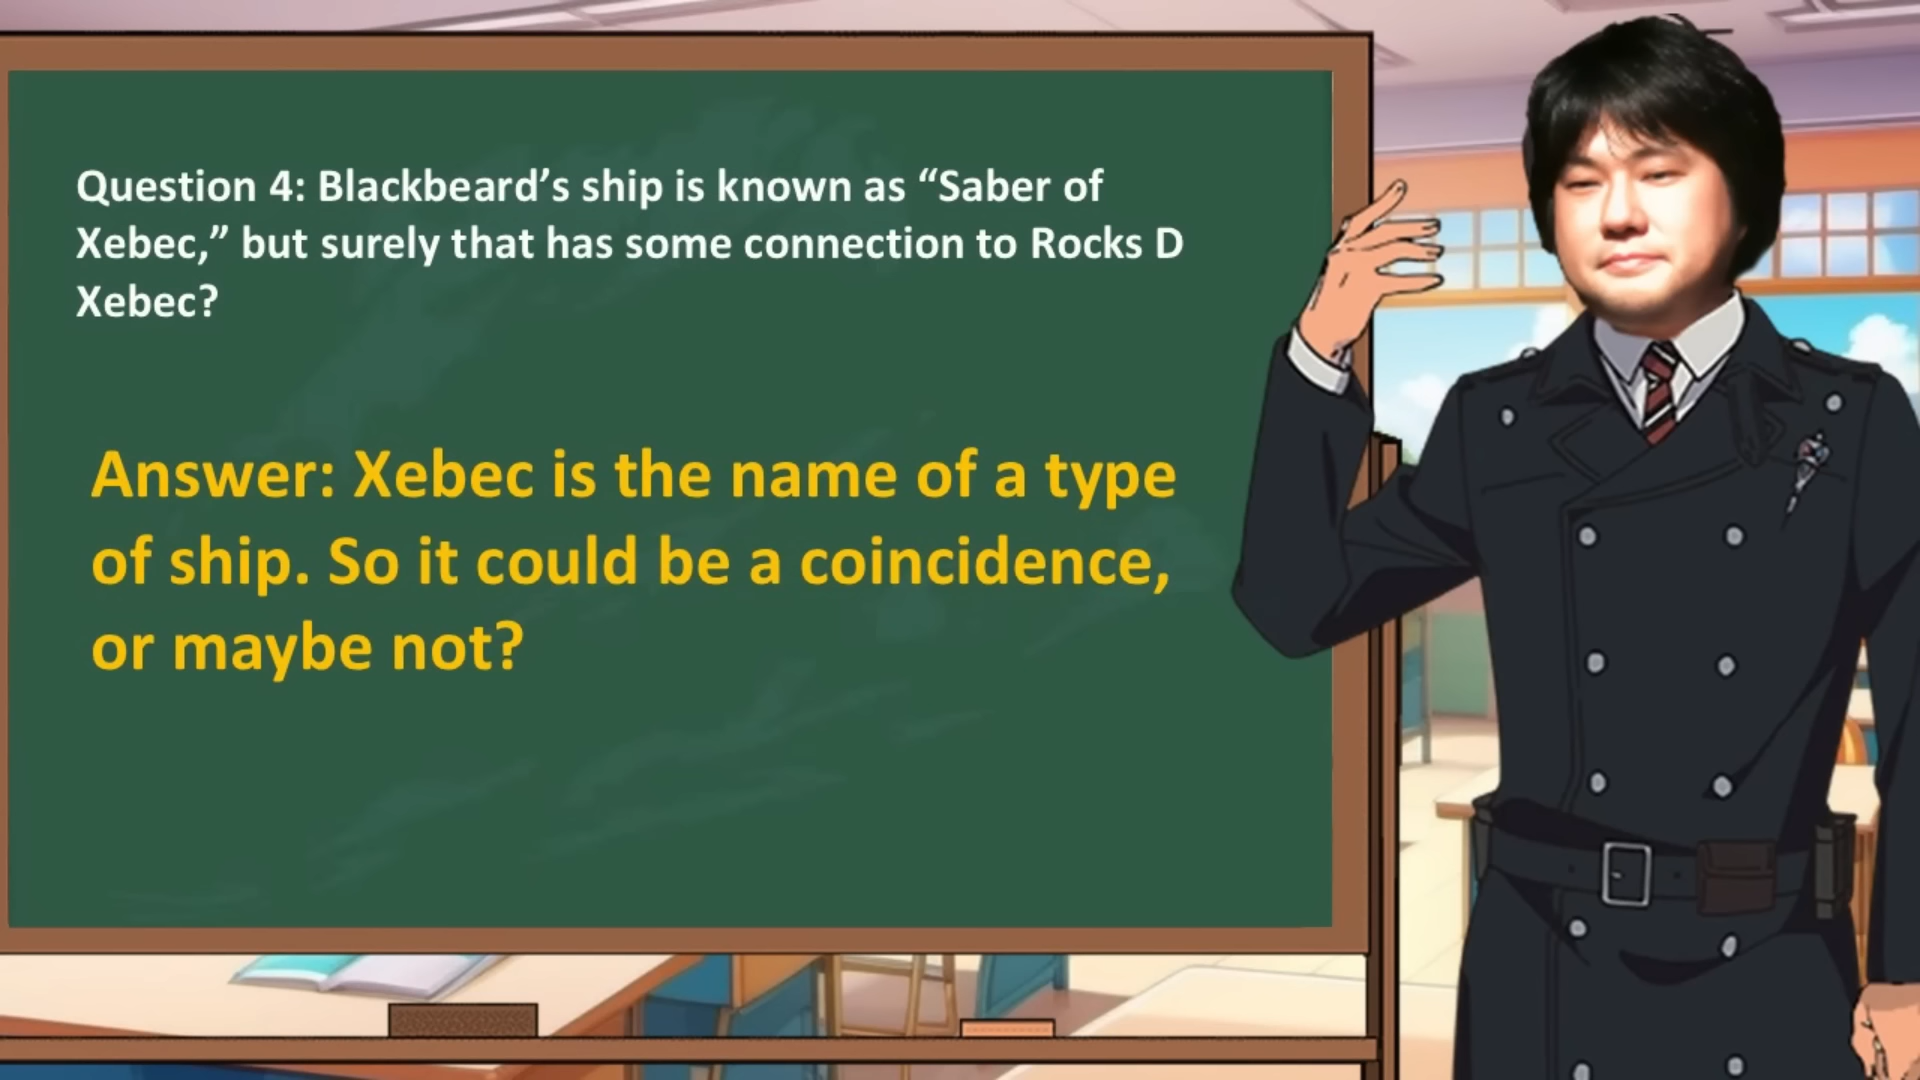 Question 4: Blackbeard’s ship is known as “Saber of
Xebec,” but surely that has some connection to Rocks D
Xebec?
Answer: Xebec is the name of a type
of ship. So it could be a coincidence,
or maybe not?